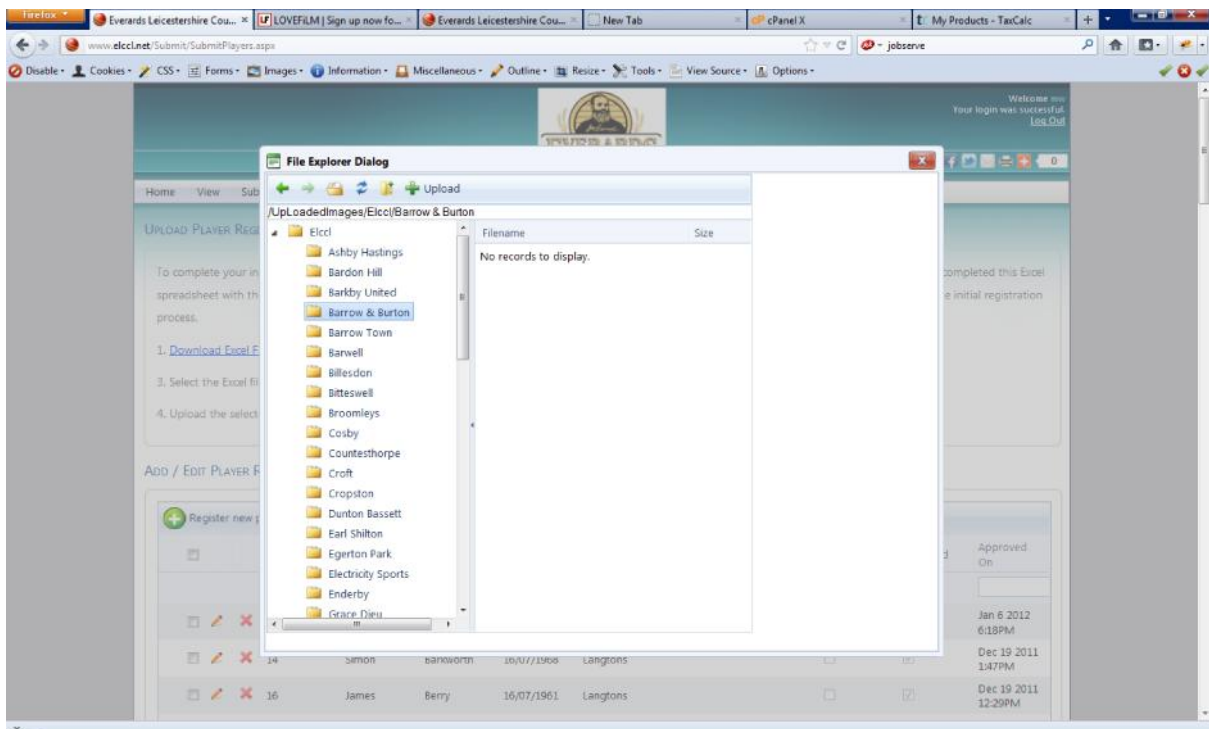 Firefox
Everards Leicestershire Cou...
LOVEFiLM | Sign up now fo...
Everards Leicestershire Cou...
New Tab
cP cPanel X
My Products - TaxCalc
www.elccl.net/Submit/SubmitPlayers.aspx
jobserve
Disable Cookies CSS Forms Images Information Miscellaneous Outline Resize Tools View Source Options
Welcome
Your login was successful.
Log Out
EVERARDS
File Explorer Dialog
0
Home View Sub
Upload
/UpLoadedImages/Elccl/Barrow & Burton
UPLOAD PLAYER REGI
Elccl
Filename Size
Ashby Hastings
No records to display.
To complete your in
Bardon Hill
completed this Excel
spreadsheet with th
Barkby United
e initial registration
process.
Barrow & Burton
Barrow Town
1. Download Excel F
Barwell
Billesdon
3. Select the Excel fil
Bitteswell
4. Upload the select
Broomleys
Cosby
Countesthorpe
ADD / EDIT PLAYER R
Croft
Cropston
Register new p
Dunton Bassett
Earl Shilton
Egerton Park
d Approved On
Electricity Sports
Enderby
Grace Dieu
Jan 6 2012 6:18PM
14 Simon Bankworth 16/07/1968 Langtons Dec 19 2011 1:47PM
16 James Berry 16/07/1961 Langtons Dec 19 2011 12:29PM